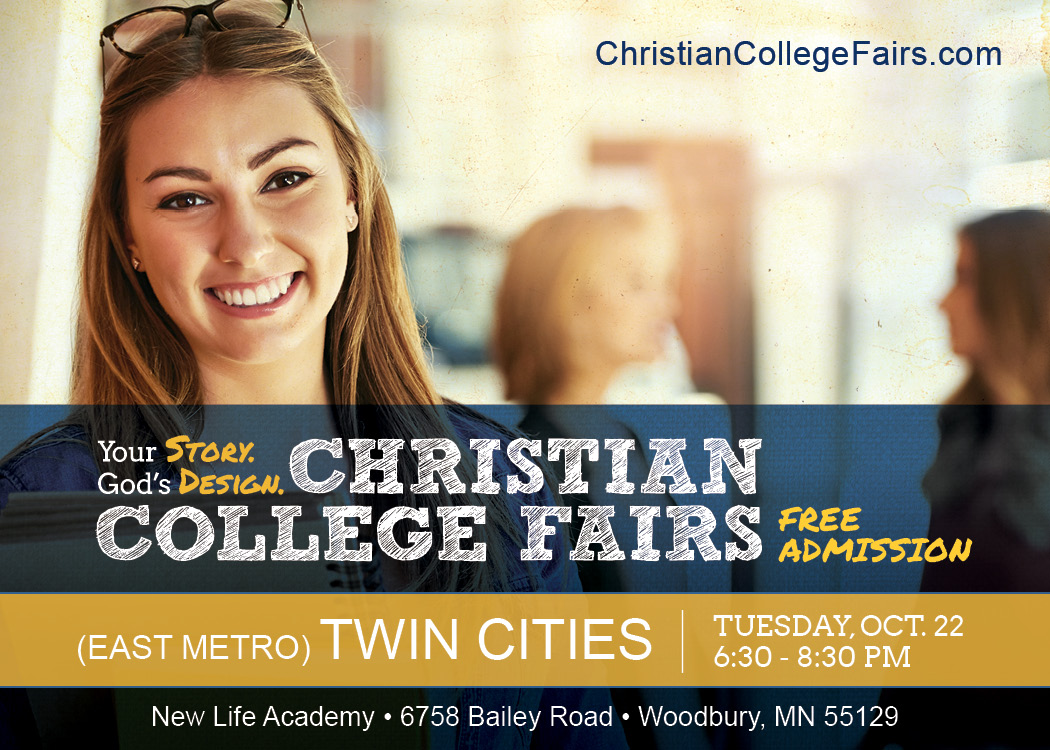 ChristianCollegeFairs.com
Your STORY.
God's DESIGN.
CHRISTIAN
COLLEGE FAIRS
FREE
ADMISSION
(EAST METRO) TWIN CITIES
TUESDAY, OCT. 22
6:30 - 8:30 PM
New Life Academy • 6758 Bailey Road • Woodbury, MN 55129